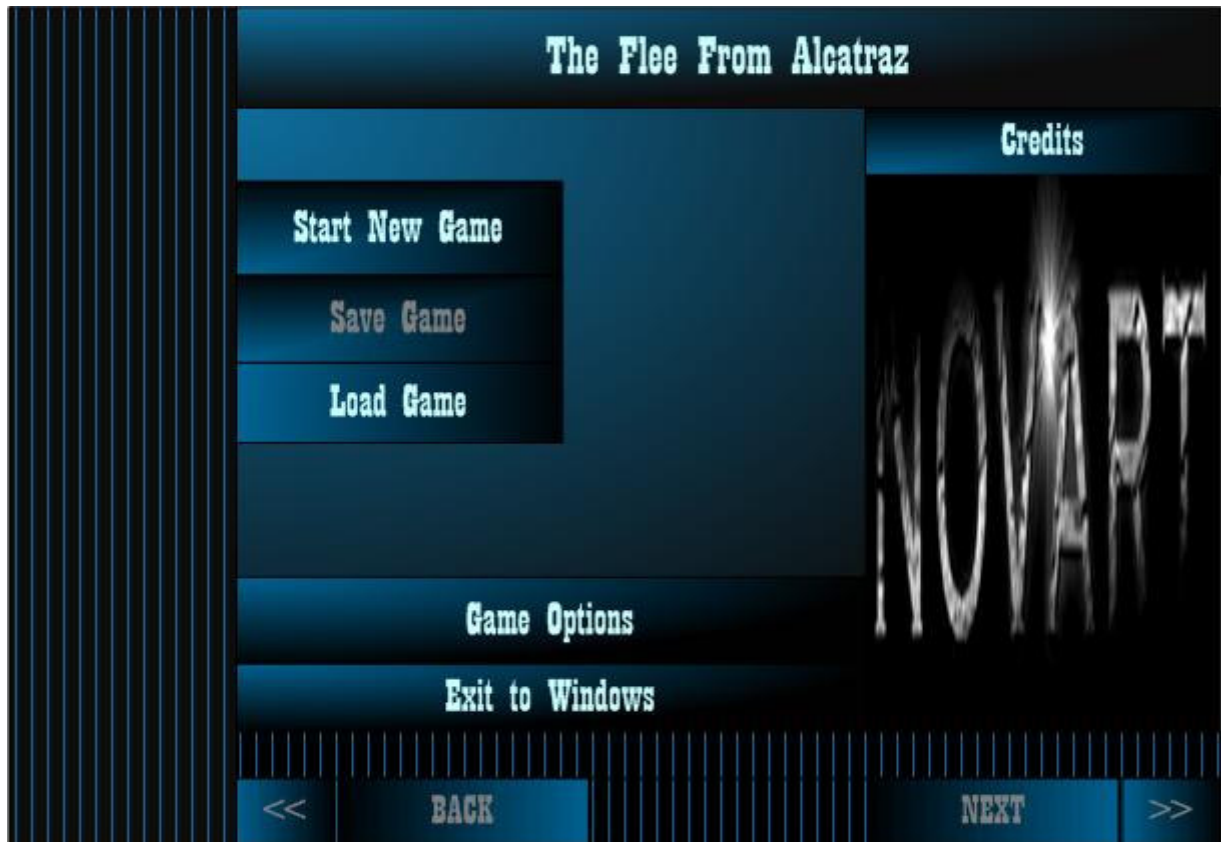 The Flee From Alcatraz
Credits
Start New Game
Save Game
Load Game
NOVART
Game Options
Exit to Windows
<< BACK NEXT >>